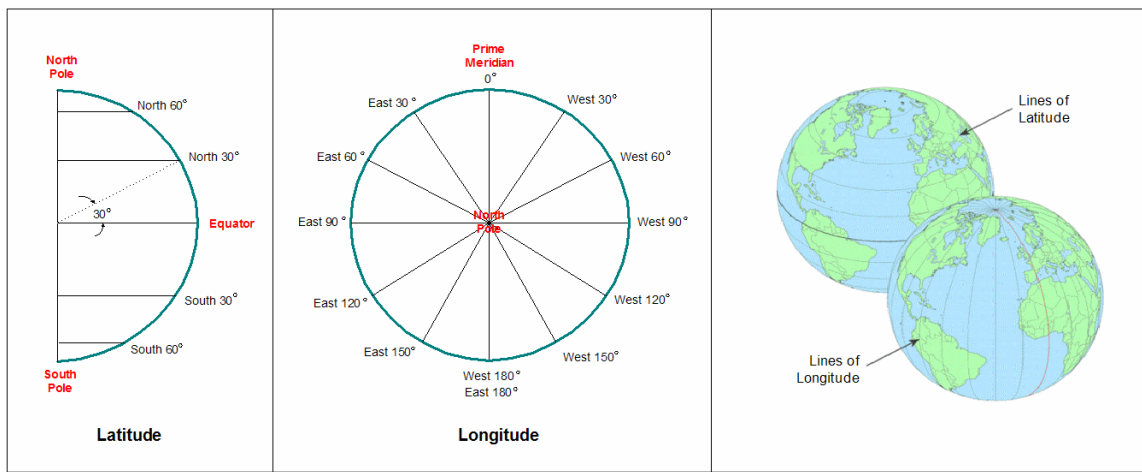 North
Pole
North 60°
North 30°
30°
Equator
South 30°
South 60°
South
Pole
Latitude
Prime
Meridian
0°
East 30°
West 30°
East 60°
West 60°
East 90°
North
Pole
West 90°
East 120°
West 120°
East 150°
West 150°
West 180°
East 180°
Longitude
Lines of
Latitude
Lines of
Longitude